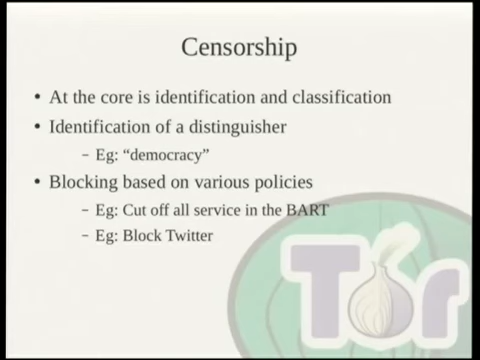 Censorship
• At the core is identification and classification
• Identification of a distinguisher
– Eg: “democracy”
• Blocking based on various policies
– Eg: Cut off all service in the BART
– Eg: Block Twitter
Tor